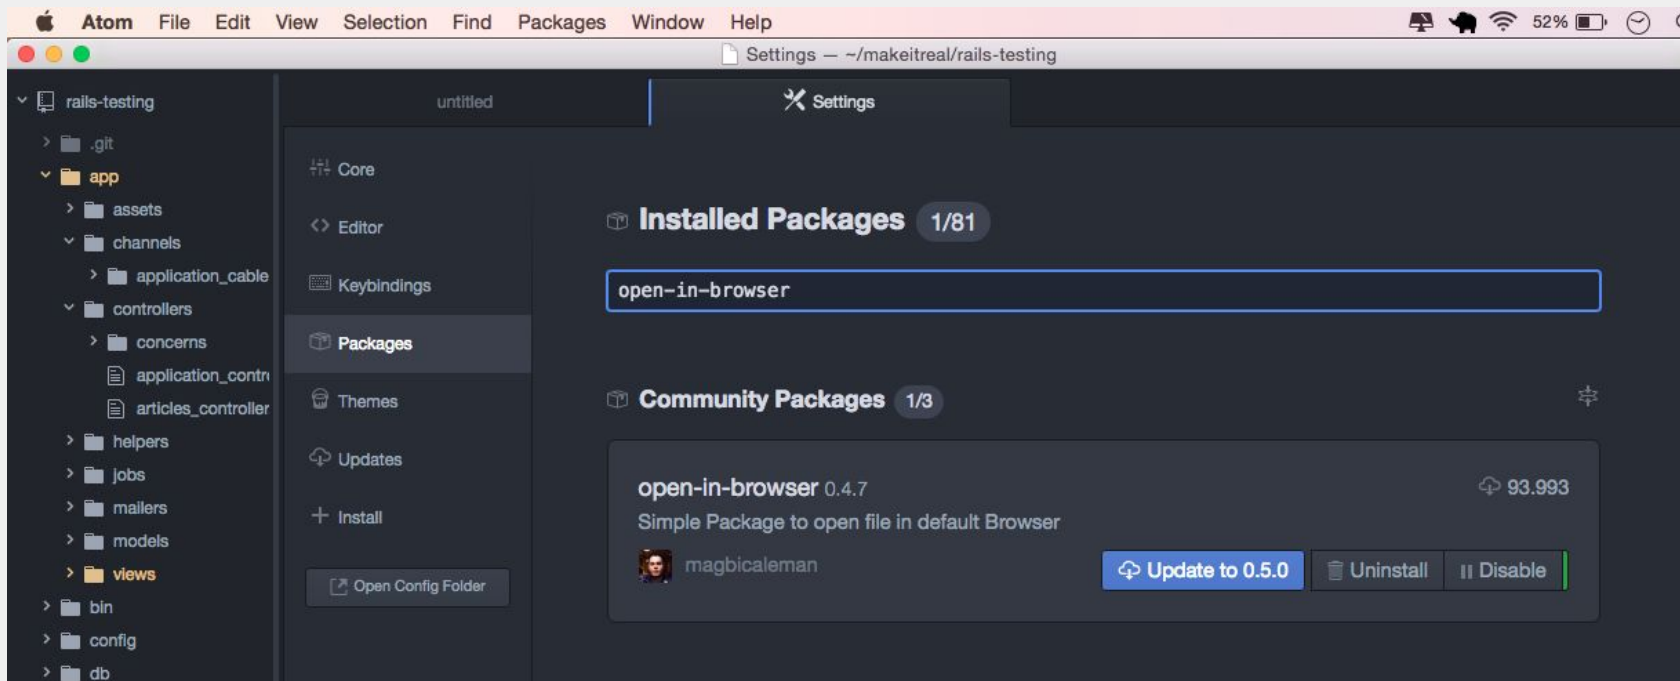 Atom File Edit View Selection Find Packages Window Help 52%
Settings — ~/makeitreal/rails-testing
rails-testing
.git
app
assets
channels
application_cable
controllers
concerns
application_contr
articles_controller
helpers
jobs
mailers
models
views
bin
config
db
untitled
Settings
Core
Editor
Keybindings
Packages
Themes
Updates
Install
Open Config Folder
Installed Packages 1/81
open-in-browser
Community Packages 1/3
open-in-browser 0.4.7 93.993
Simple Package to open file in default Browser
magbicaleman
Update to 0.5.0 Uninstall Disable